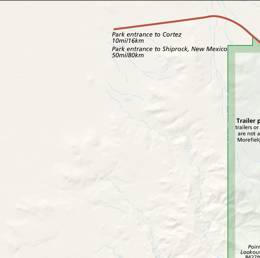 Park entrance to Cortez
10mi/16km
Park entrance to Shiprock, New Mexico
50mi/80km
Trailer p
trailers or
are not a
Morefield
Point
Lookout